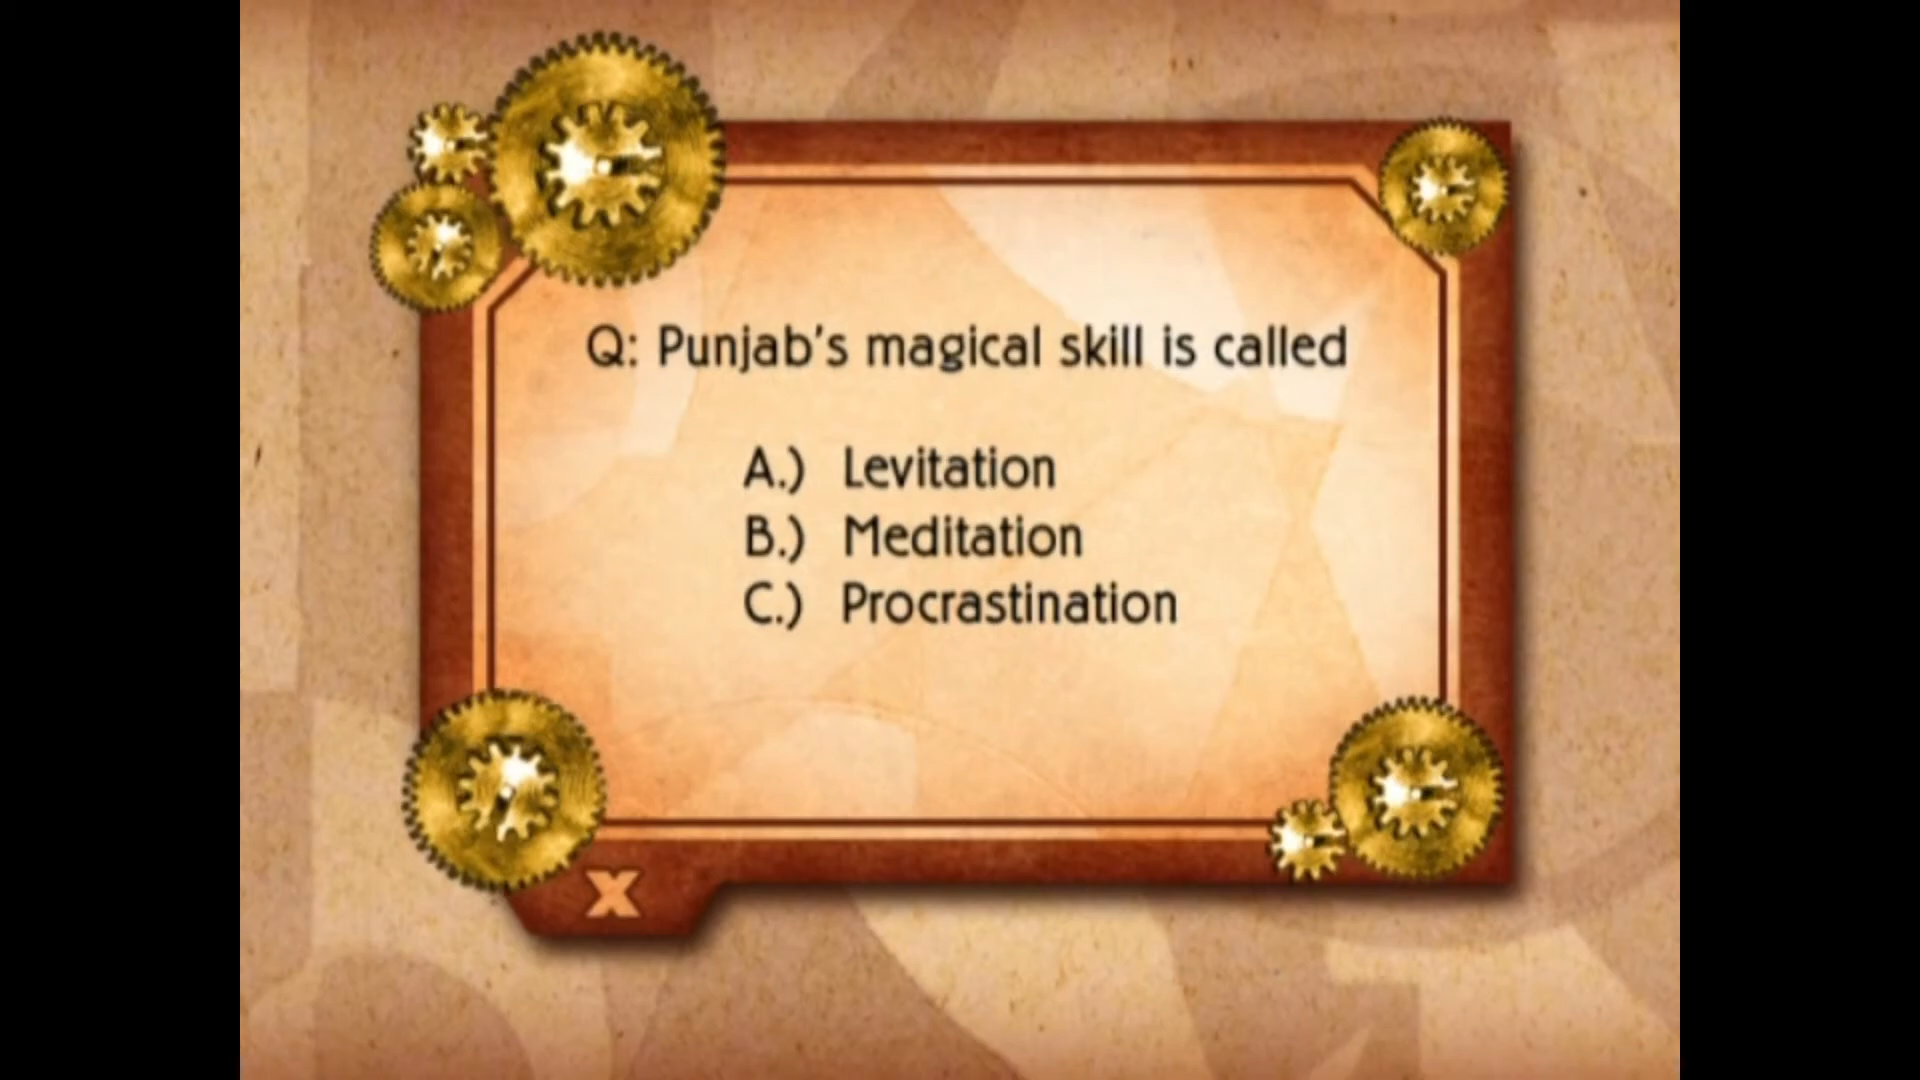 Q: Punjab's magical skill is called
A.) Levitation
B.) Meditation
C.) Procrastination
X